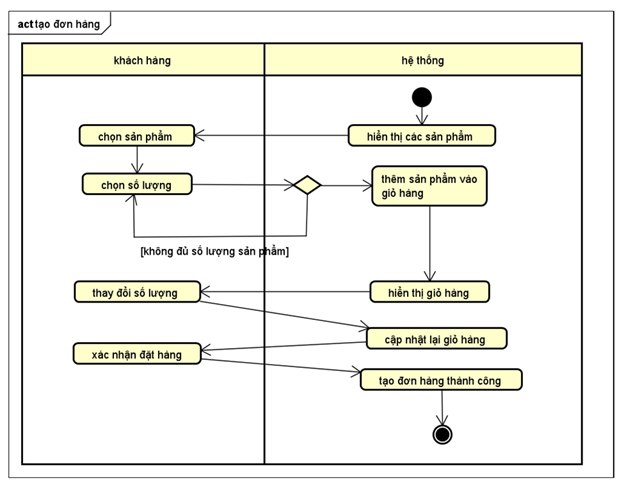 act tạo đơn hàng
khách hàng
hệ thống
hiển thị các sản phẩm
chọn sản phẩm
chọn số lượng
thêm sản phẩm vào
giỏ hàng
[không đủ số lượng sản phẩm]
hiển thị giỏ hàng
thay đổi số lượng
cập nhật lại giỏ hàng
xác nhận đặt hàng
tạo đơn hàng thành công